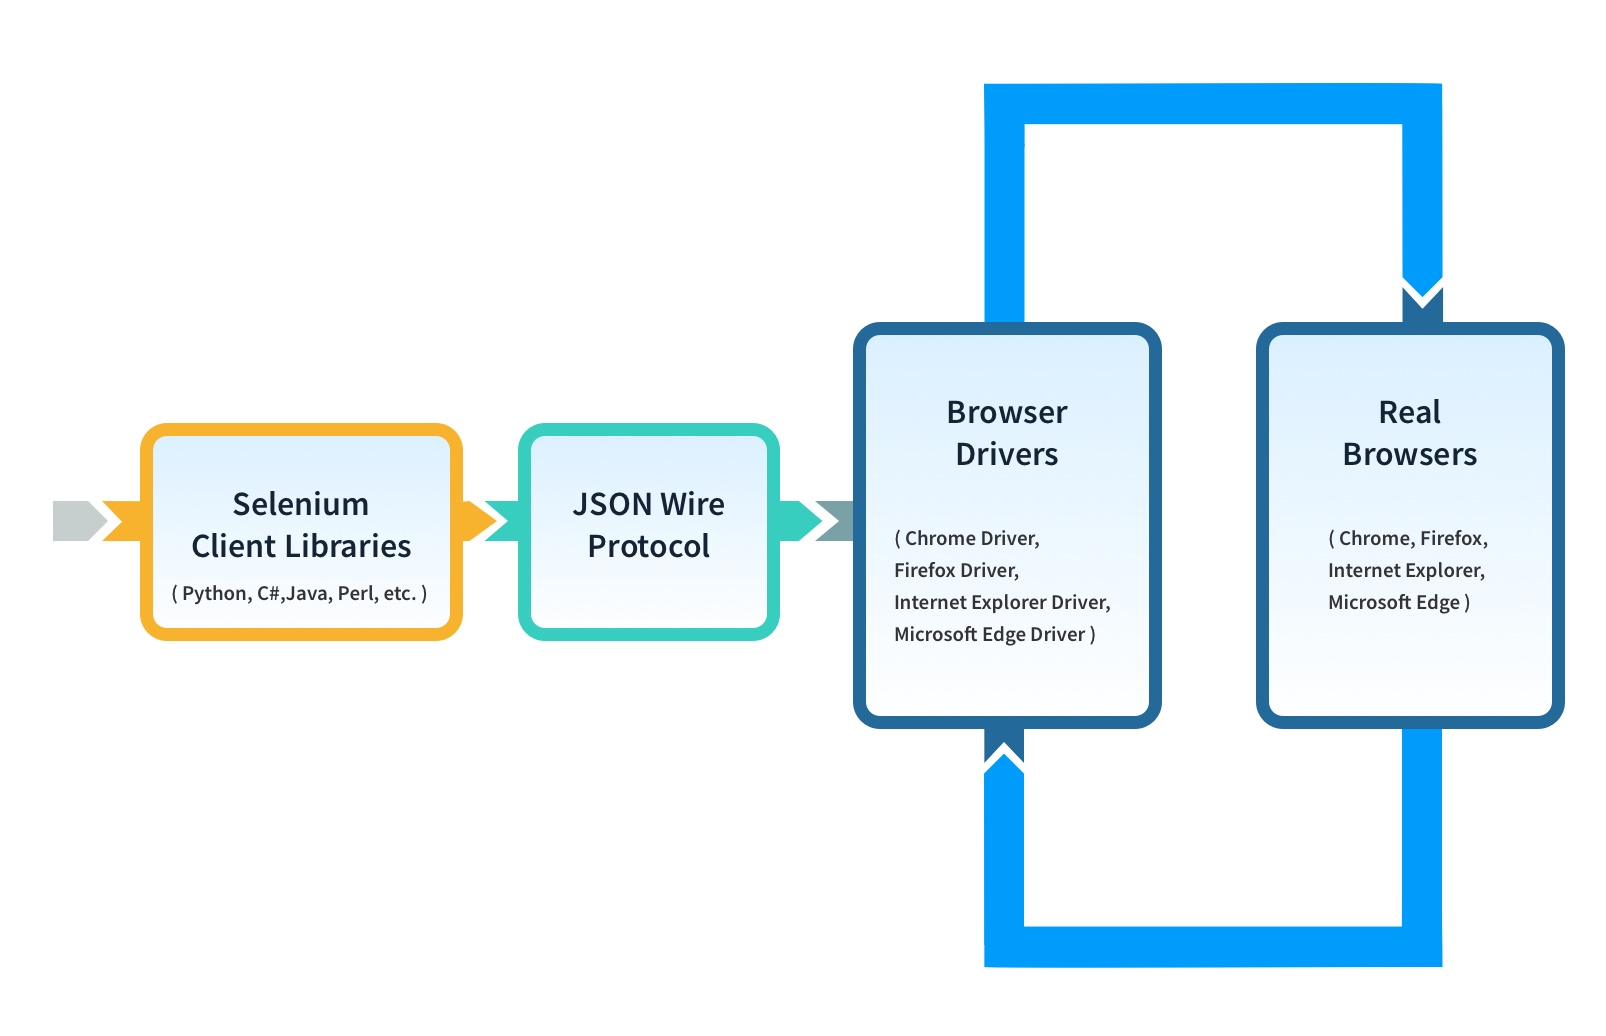 Selenium
Client Libraries
( Python, C#,Java, Perl, etc. )
JSON Wire
Protocol
Browser
Drivers
( Chrome Driver,
Firefox Driver,
Internet Explorer Driver,
Microsoft Edge Driver )
Real
Browsers
( Chrome, Firefox,
Internet Explorer,
Microsoft Edge )